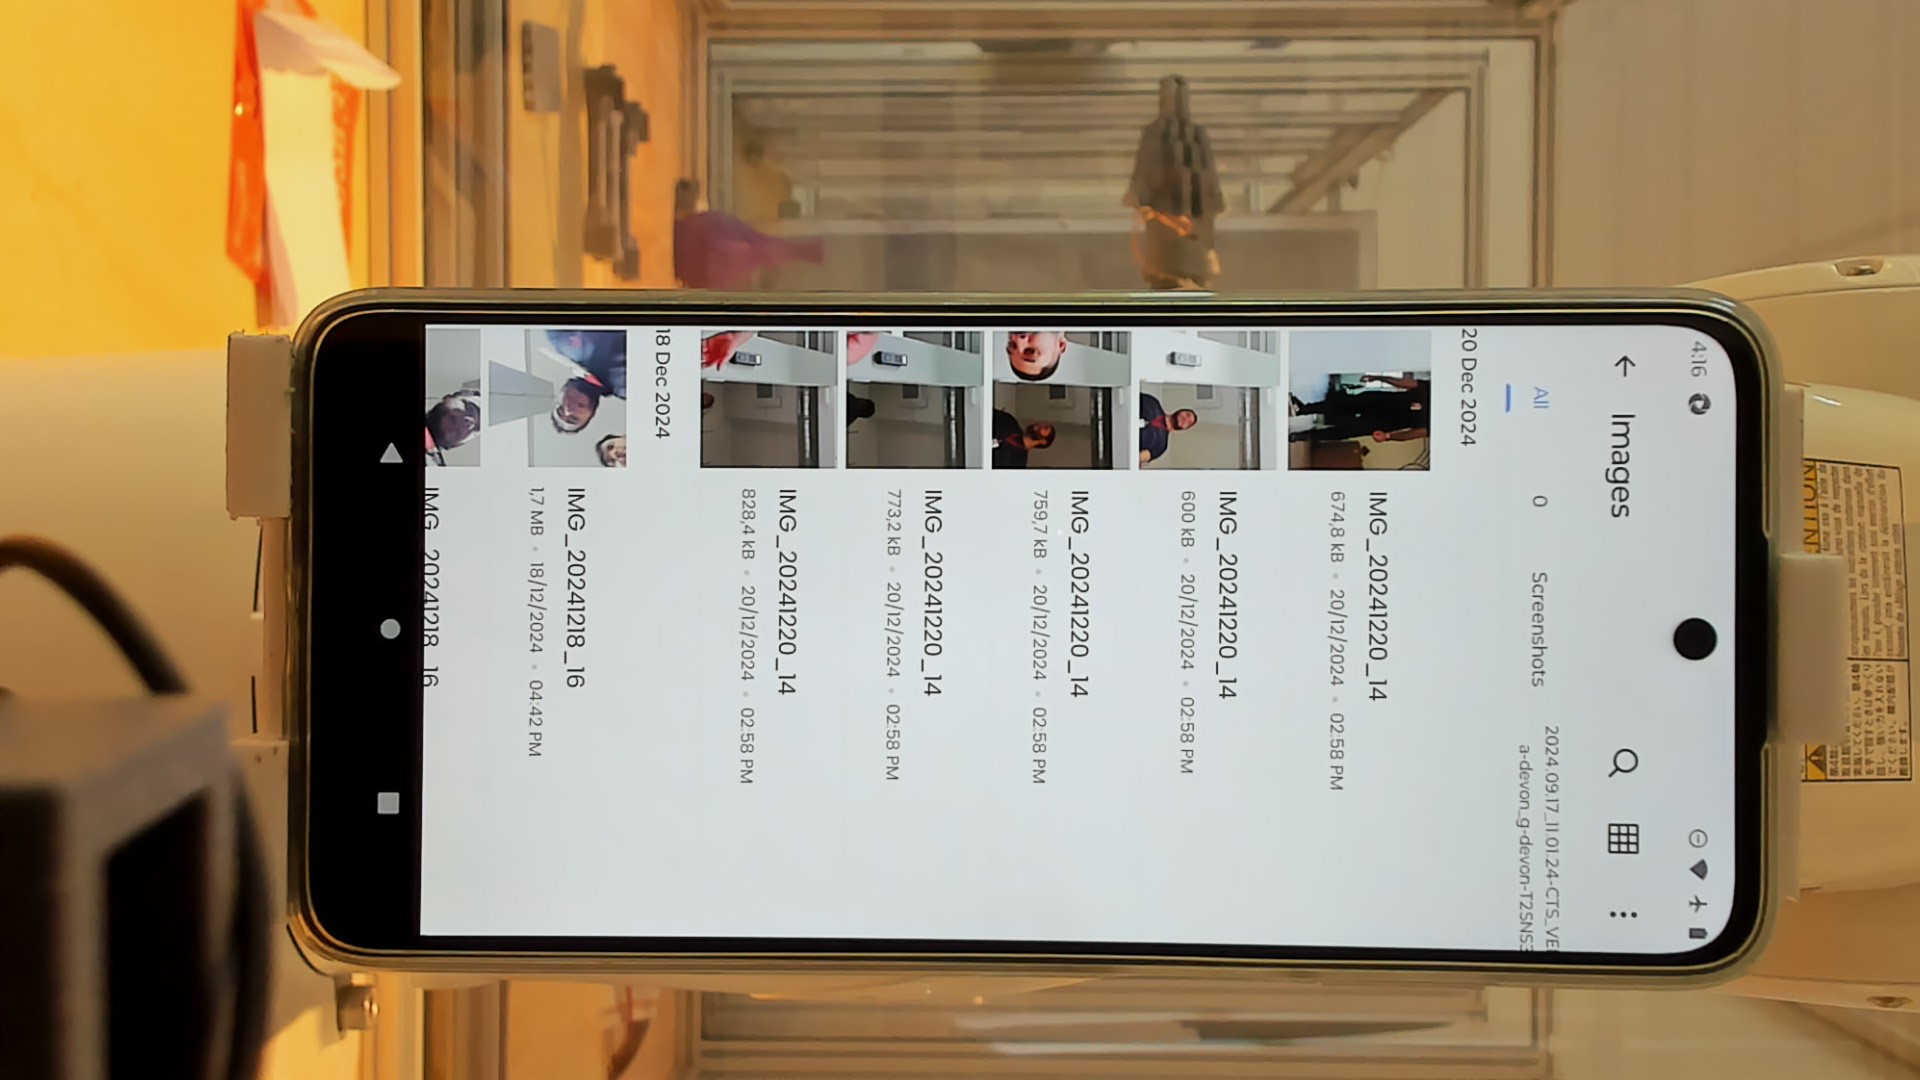 4:16
Images
All
0
Screenshots
2024.09.17_11.01.24-CTS_VE
a-devon_g-devon-T2SNS3
20 Dec 2024
IMG_20241220_14
674,8 kB • 20/12/2024 • 02:58 PM
IMG_20241220_14
600 kB • 20/12/2024 • 02:58 PM
IMG_20241220_14
759,7 kB • 20/12/2024 • 02:58 PM
IMG_20241220_14
773,2 kB • 20/12/2024 • 02:58 PM
IMG_20241220_14
828,4 kB • 20/12/2024 • 02:58 PM
18 Dec 2024
IMG_20241218_16
1,7 MB • 18/12/2024 • 04:42 PM
IMG_20241218_16